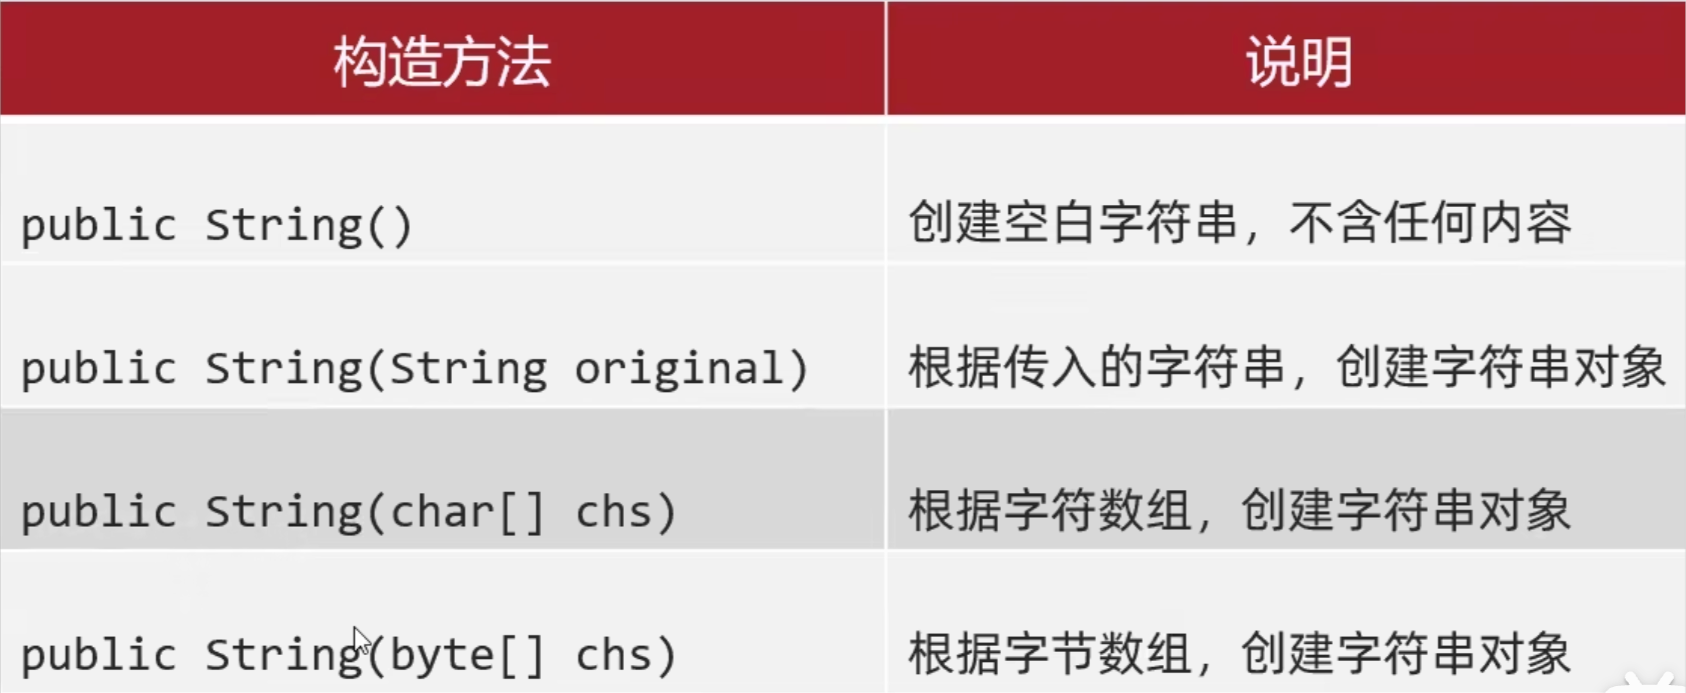 构造方法 说明
public String() 创建空白字符串，不含任何内容
public String(String original) 根据传入的字符串，创建字符串对象
public String(char[] chs) 根据字符数组，创建字符串对象
public String(byte[] chs) 根据字节数组，创建字符串对象